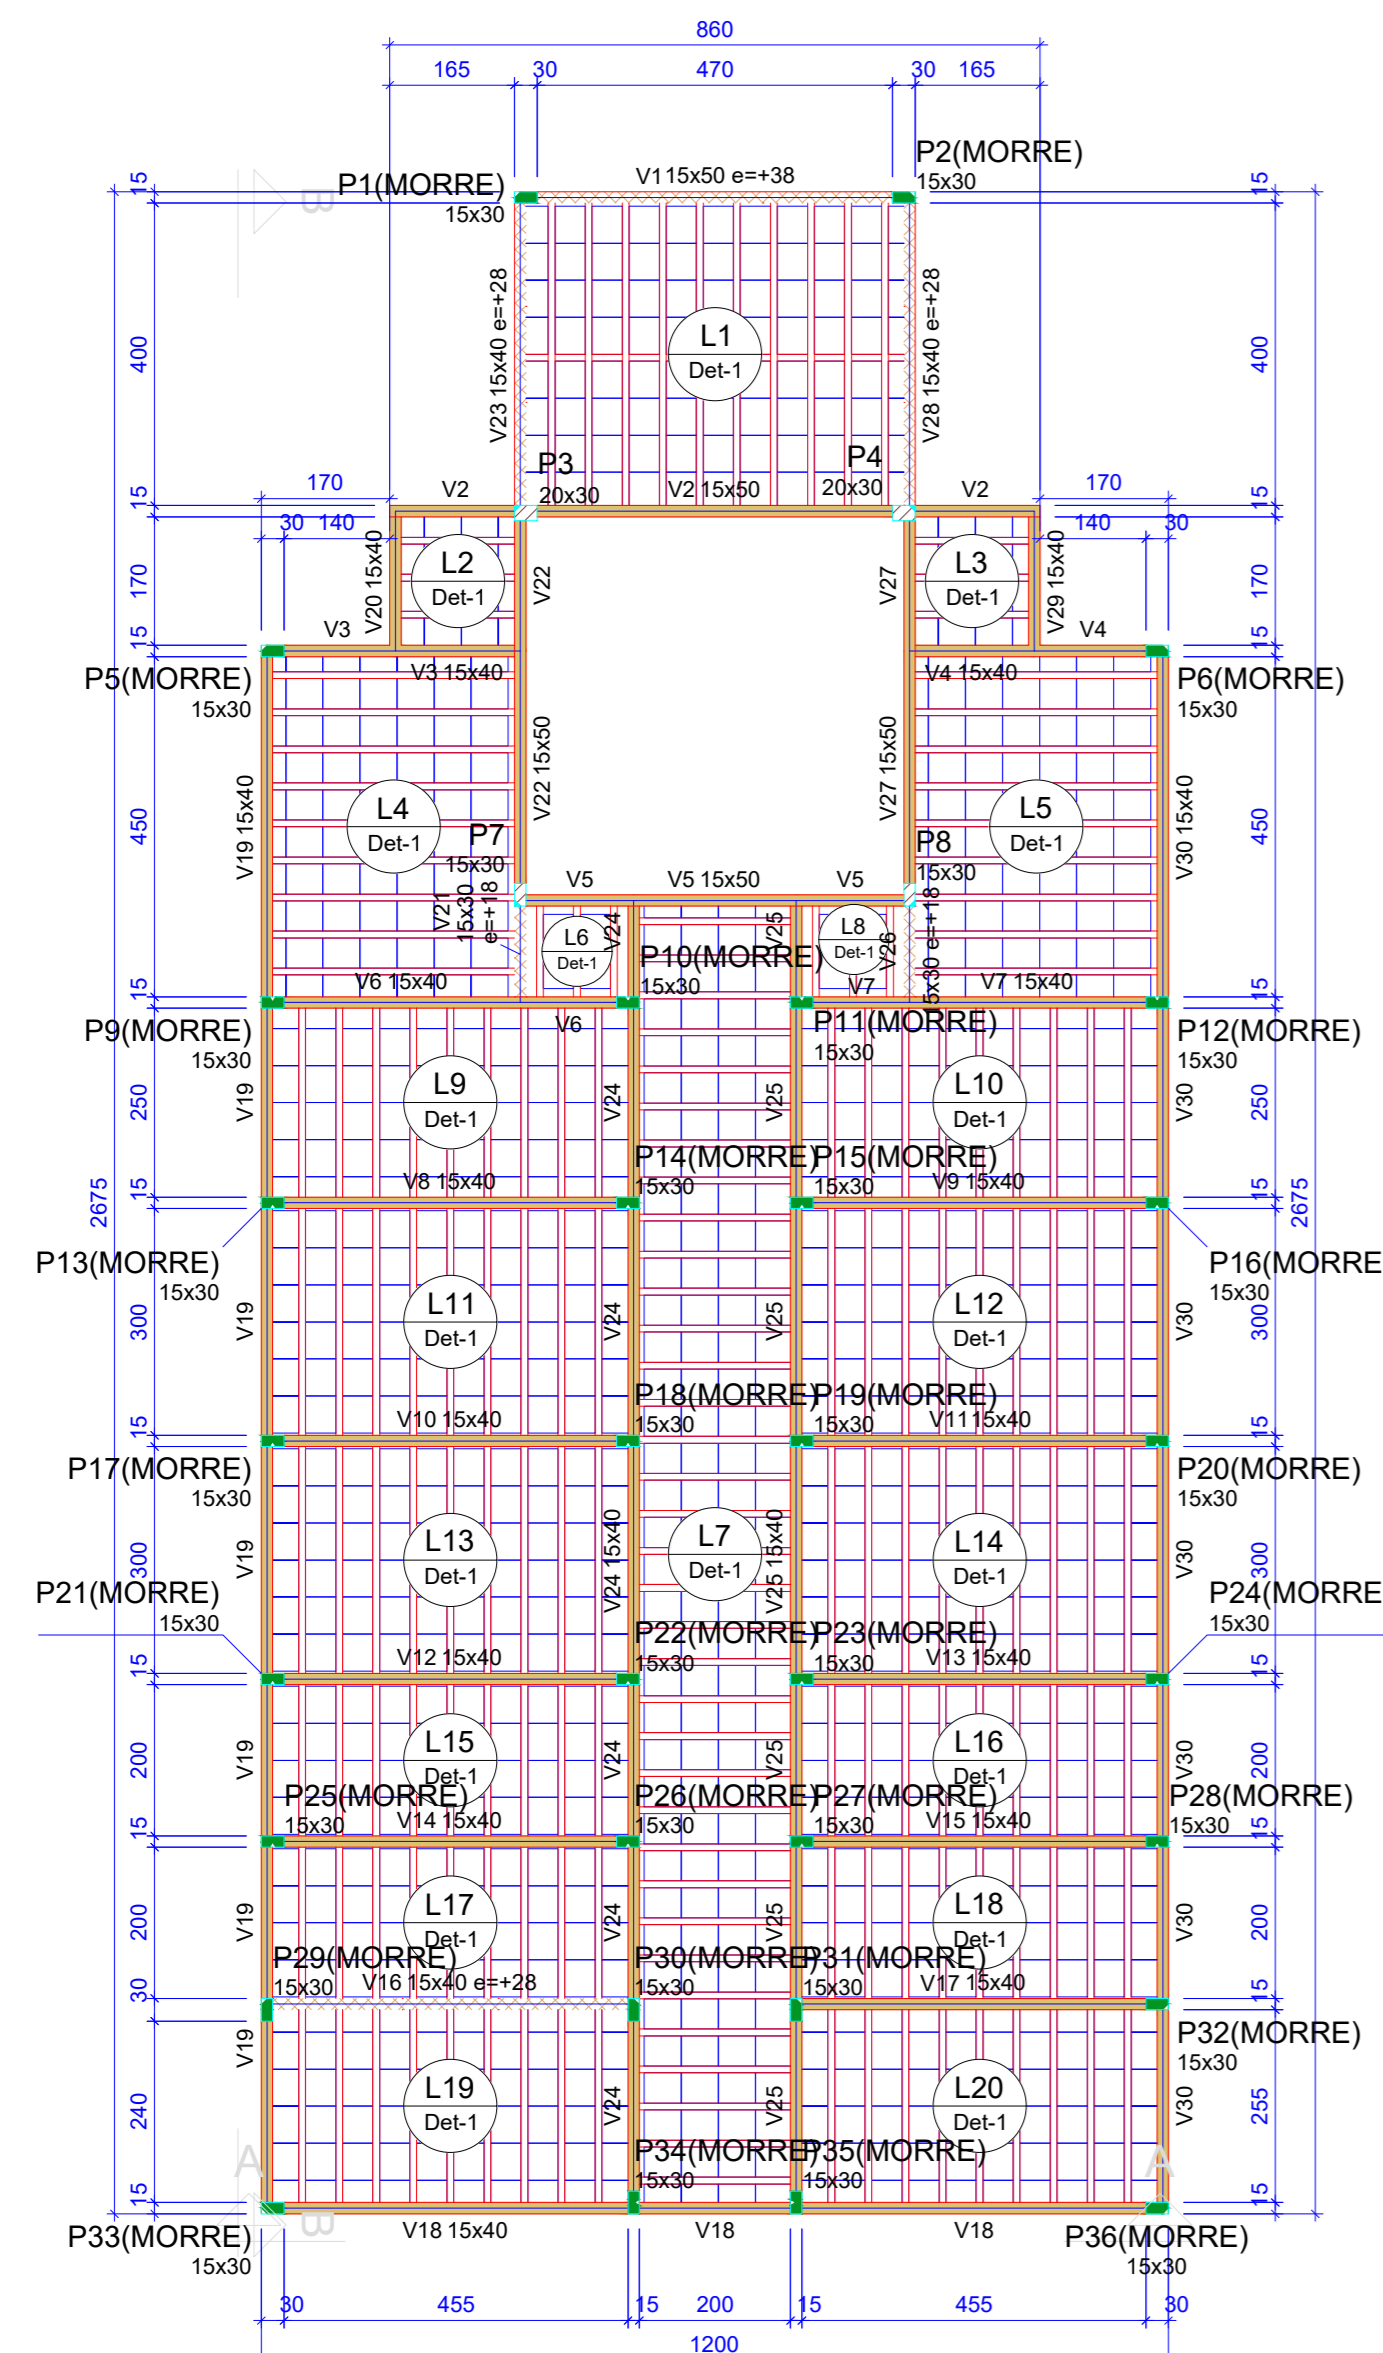 860
165 30 470 30 165
P1(MORRE)
15x30
V1 15x50 e=+38
P2(MORRE)
15x30
15
15
B
400
V23 15x40 e=+28
L1
Det-1
V28 15x40 e=+28
400
P3
20x30
V2
V2 15x50
P4
20x30
V2
170
30 140
170
140 30
15
15
170
V20 15x40
L2
Det-1
V22
V27
L3
Det-1
V29 15x40
170
V3
V4
15
15
P5(MORRE)
15x30
V3 15x40
V4 15x40
P6(MORRE)
15x30
450
V19 15x40
L4
Det-1
V22 15x50
V27 15x50
L5
Det-1
V30 15x40
450
P7
15x30
P8
15x30
V5
V5 15x50
V5
V21
15x30
e=+18
L6
Det-1
V24
V25
L8
Det-1
V26
5x30 e=+18
P10(MORRE)
15x30
V6 15x40
V7
V7 15x40
15
15
P9(MORRE)
15x30
V6
P11(MORRE)
15x30
P12(MORRE)
15x30
250
V19
L9
Det-1
V24
V25
L10
Det-1
V30
250
P14(MORRE)
15x30
P15(MORRE)
15x30
V8 15x40
V9 15x40
15
15
2675
2675
P13(MORRE)
15x30
P16(MORRE
15x30
300
V19
L11
Det-1
V24
V25
L12
Det-1
V30
300
P18(MORRE)
15x30
P19(MORRE)
15x30
V10 15x40
V11 15x40
15
15
P17(MORRE)
15x30
P20(MORRE)
15x30
300
V19
L13
Det-1
V24 15x40
L7
Det-1
V25 15x40
L14
Det-1
V30
300
P21(MORRE)
15x30
P24(MORRE
15x30
P22(MORRE)
15x30
P23(MORRE)
15x30
V12 15x40
V13 15x40
15
15
200
V19
L15
Det-1
V24
V25
L16
Det-1
V30
200
P25(MORRE)
15x30
P26(MORRE)
15x30
P27(MORRE)
15x30
P28(MORRE)
15x30
V14 15x40
V15 15x40
15
15
200
V19
L17
Det-1
V24
V25
L18
Det-1
V30
200
P29(MORRE)
15x30
V16 15x40 e=+28
P30(MORRE)
15x30
P31(MORRE)
15x30
V17 15x40
30
15
V19
P32(MORRE)
15x30
240
L19
Det-1
V24
V25
L20
Det-1
V30
255
A
A
P34(MORRE)
15x30
P35(MORRE)
15x30
15
15
B
P33(MORRE)
15x30
V18 15x40
V18
V18
P36(MORRE)
15x30
30 455 15 200 15 455 30
1200